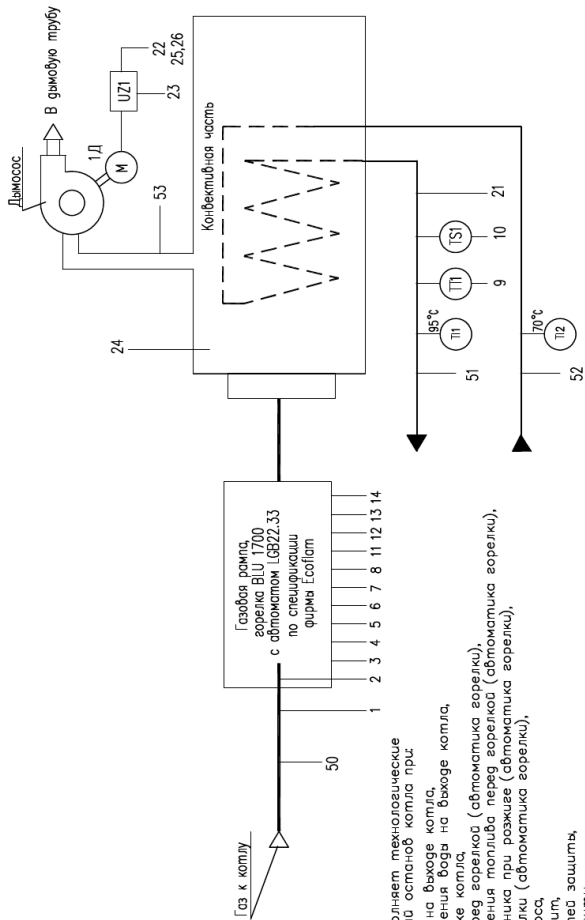 Газ к котлу
50
1
2
3
4
5
6
7
8
11
12
13
14
Газовая рампа,
горелка BLU 1700
с автоматом LGB22.33
по спецификации
фирмы Ecoflam
Дымосос
В дымовую трубу
1Д
M
UZ1
22
25,26
23
53
24
Конвективная часть
95°C
TI1
TT1
TS1
51
9
10
21
70°C
TI2
52
олняет технологические
й останов котла при:
на выходе котла,
ения воды на выходе котла,
же котла,
ред горелкой (автоматика горелки),
ения топлива перед горелкой (автоматика горелки),
ника при розжиге (автоматика горелки),
лки (автоматика горелки),
оса,
ит,
ей защиты,